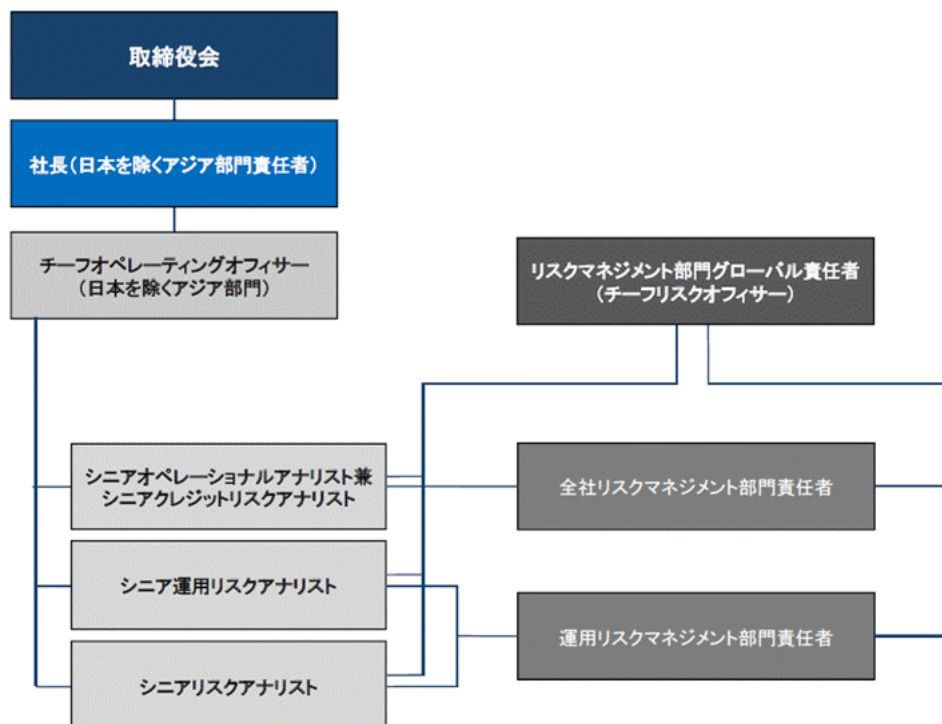 取締役会
社長(日本を除くアジア部門責任者)
チーフオペレーティングオフィサー
(日本を除くアジア部門)
リスクマネジメント部門グローバル責任者
(チーフリスクオフィサー)
シニアオペレーショナルアナリスト兼
シニアクレジットリスクアナリスト
全社リスクマネジメント部門責任者
シニア運用リスクアナリスト
運用リスクマネジメント部門責任者
シニアリスクアナリスト